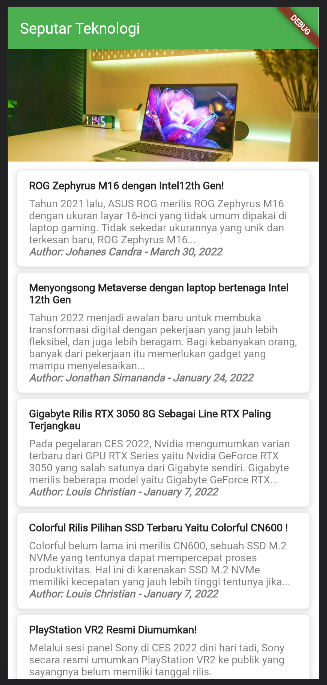 Seputar Teknologi
DEBUG
11:45
ROG Zephyrus M16 dengan Intel12th Gen!
Tahun 2021 lalu, ASUS ROG merilis ROG Zephyrus M16
dengan ukuran layar 16-inci yang tidak umum dipakai di
laptop gaming. Tidak sekedar ukurannya yang unik dan
terkesan baru, ROG Zephyrus M16...
Author: Johanes Candra - March 30, 2022
Menyongsong Metaverse dengan laptop bertenaga Intel
12th Gen
Tahun 2022 menjadi awalan baru untuk membuka
transformasi digital dengan pekerjaan yang jauh lebih
fleksibel, dan juga lebih beragam. Bagi kebanyakan orang,
banyak dari pekerjaan itu memerlukan gadget yang
mampu menyelesaikan...
Author: Jonathan Simananda - January 24, 2022
Gigabyte Rilis RTX 3050 8G Sebagai Line RTX Paling
Terjangkau
Pada pegelaran CES 2022, Nvidia mengumumkan varian
terbaru dari GPU RTX Series yaitu Nvidia GeForce RTX
3050 yang salah satunya dari Gigabyte sendiri. Gigabyte
merilis beberapa model yaitu Gigabyte GeForce RTX...
Author: Louis Christian - January 7, 2022
Colorful Rilis Pilihan SSD Terbaru Yaitu Colorful CN600 !
Colorful belum lama ini merilis CN600, sebuah SSD M.2
NVMe yang tentunya dapat mempercepat proses
produktivitas. Hal ini di karenakan SSD M.2 NVMe
memiliki kecepatan yang jauh lebih tinggi tentunya jika...
Author: Louis Christian - January 7, 2022
PlayStation VR2 Resmi Diumumkan!
Melalui sesi panel Sony di CES 2022 dini hari tadi, Sony
secara resmi umumkan PlayStation VR2 ke publik yang
sayangnya belum memiliki tanggal rilis.